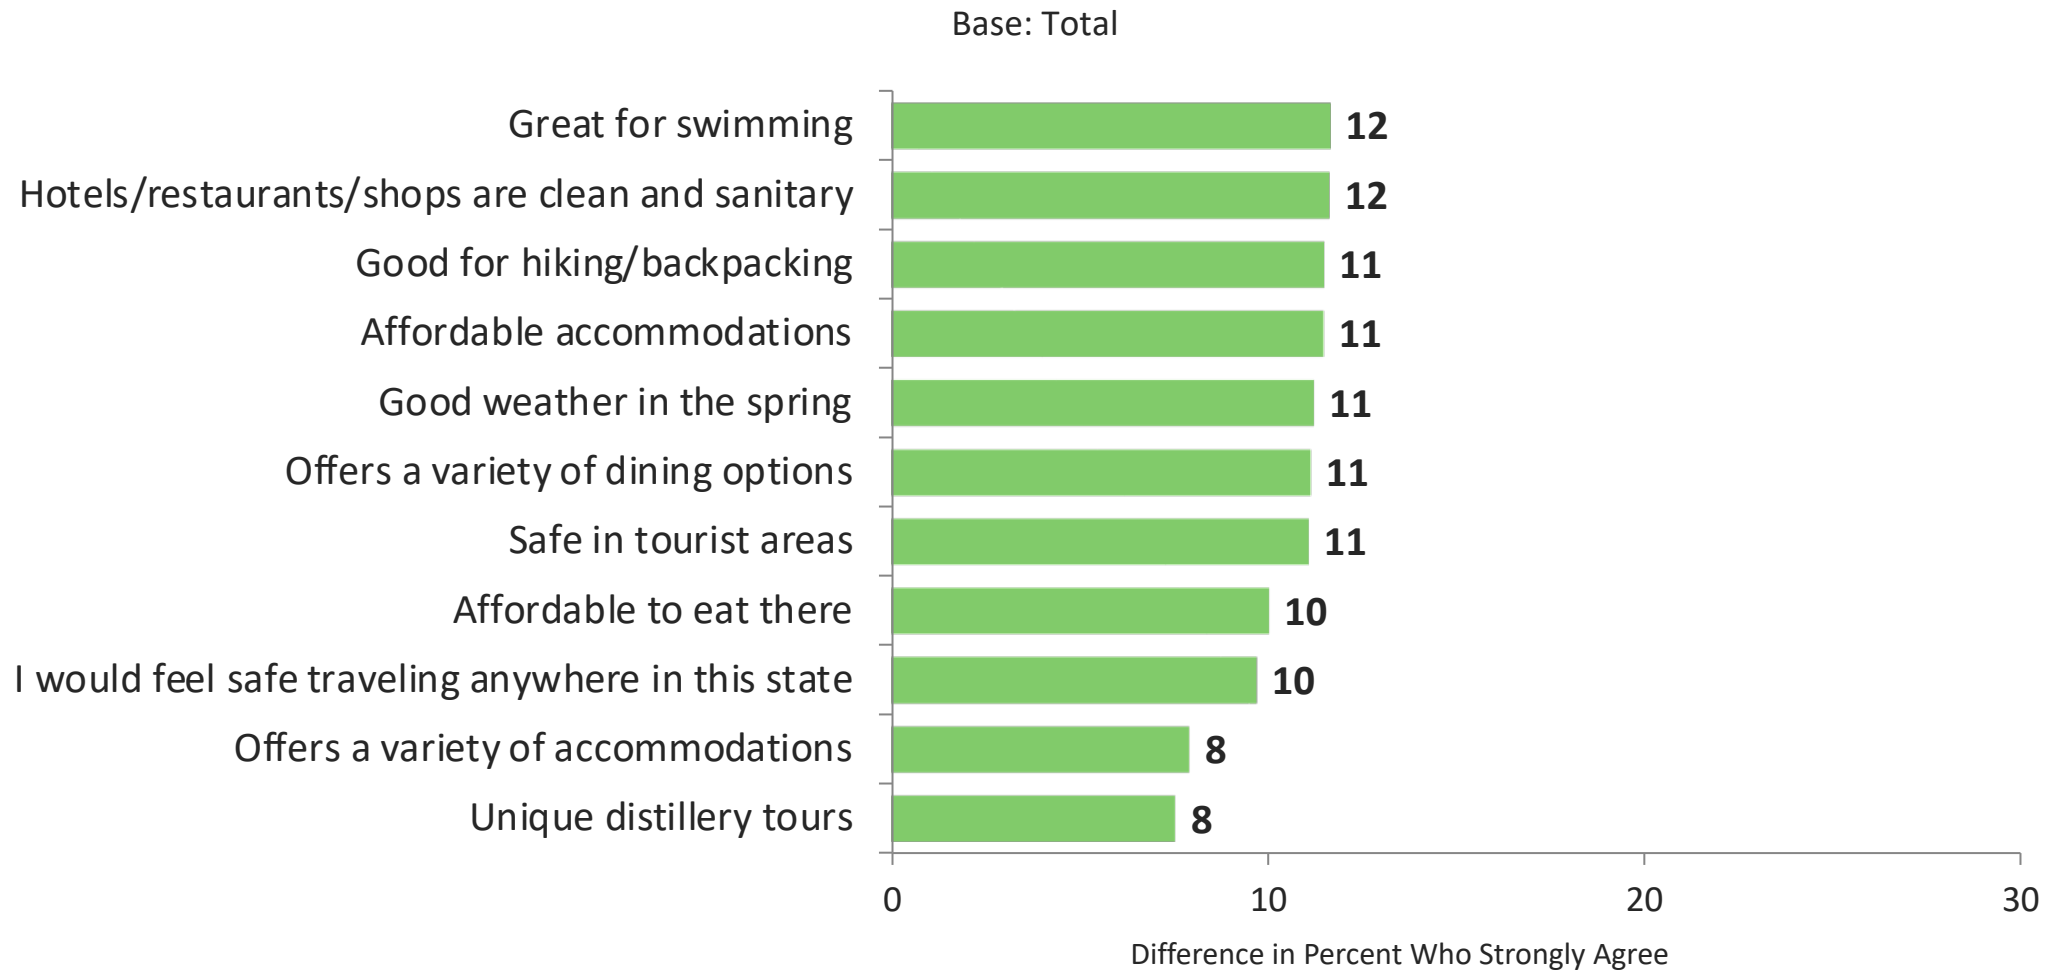 Base: Total
Great for swimming 12
Hotels/restaurants/shops are clean and sanitary 12
Good for hiking/backpacking 11
Affordable accommodations 11
Good weather in the spring 11
Offers a variety of dining options 11
Safe in tourist areas 11
Affordable to eat there 10
I would feel safe traveling anywhere in this state 10
Offers a variety of accommodations 8
Unique distillery tours 8
0 10 20 30
Difference in Percent Who Strongly Agree